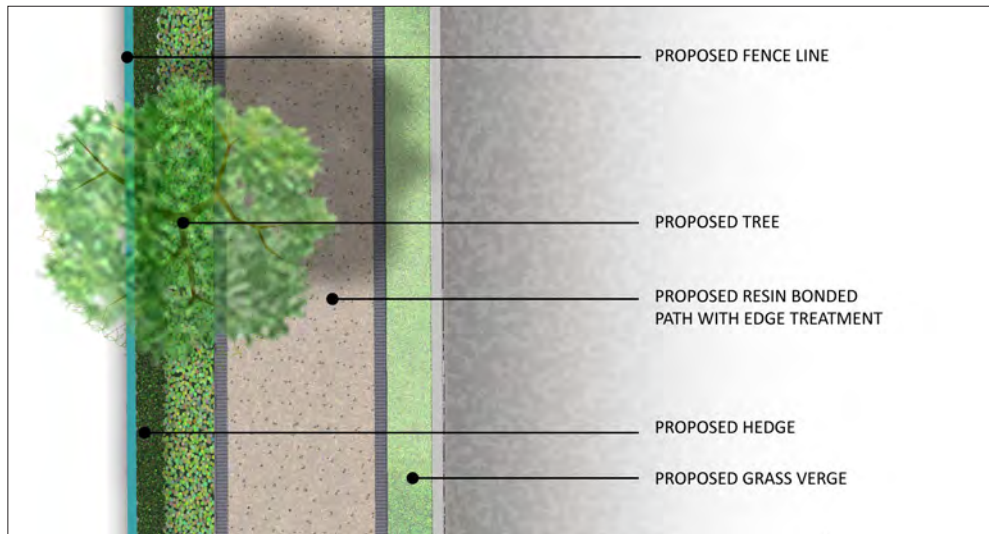 PROPOSED FENCE LINE
PROPOSED TREE
PROPOSED RESIN BONDED
PATH WITH EDGE TREATMENT
PROPOSED HEDGE
PROPOSED GRASS VERGE